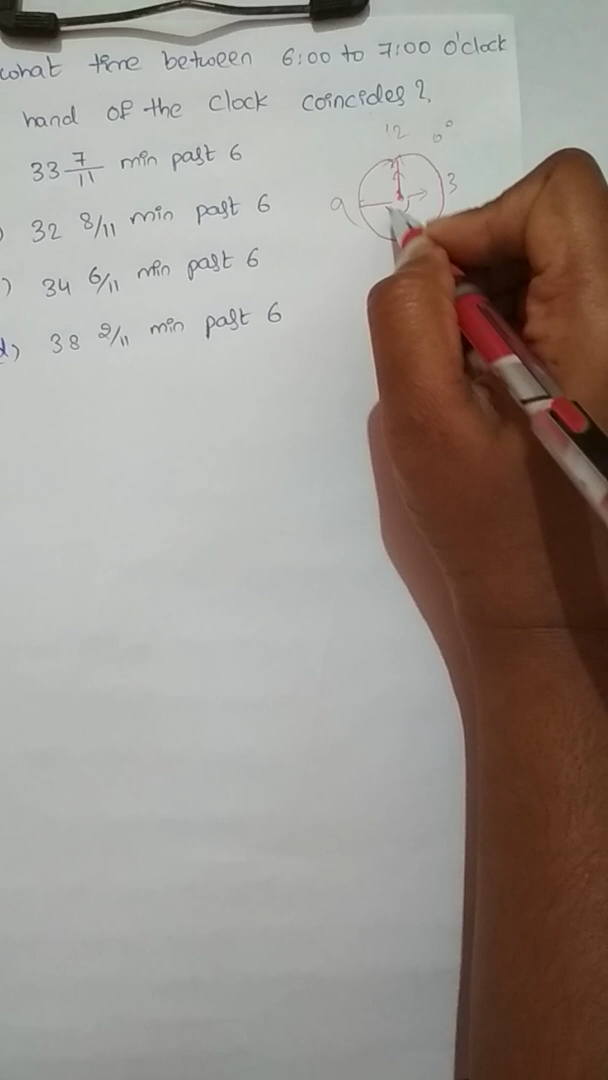 what time between 6:00 to 7:00 o'clock
hand of the clock coincides?
33 7/11 min past 6
) 32 8/11 min past 6
) 34 6/11 min past 6
d) 38 2/11 min past 6
12 0°
9 3